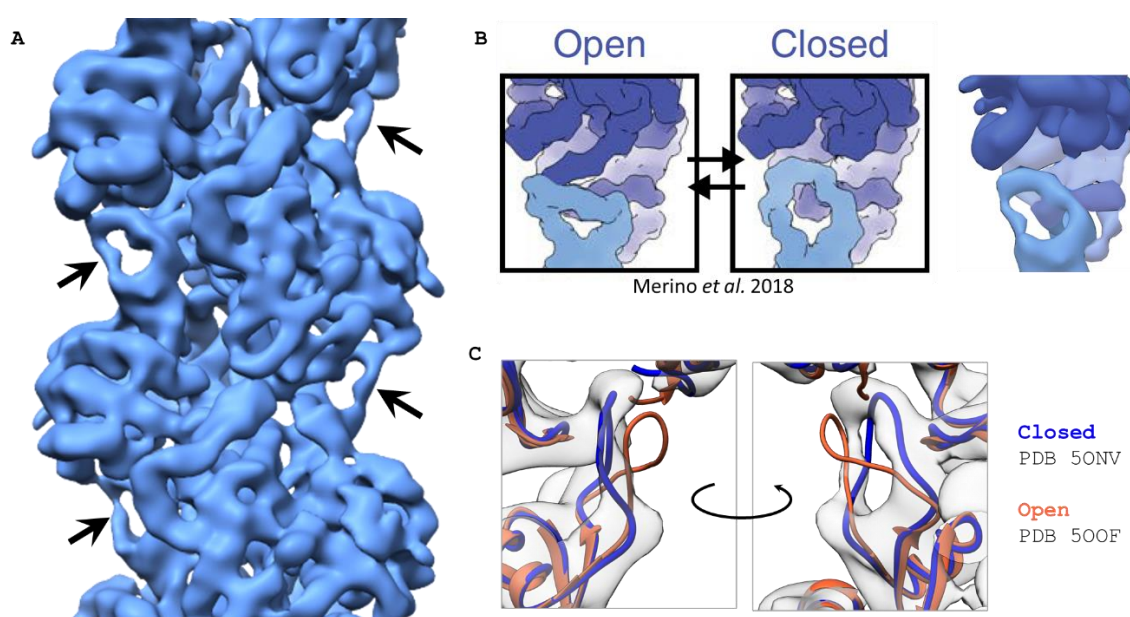 A
B
Open
Closed
Merino et al. 2018
C
Closed
PDB 5ONV
Open
PDB 5OOF